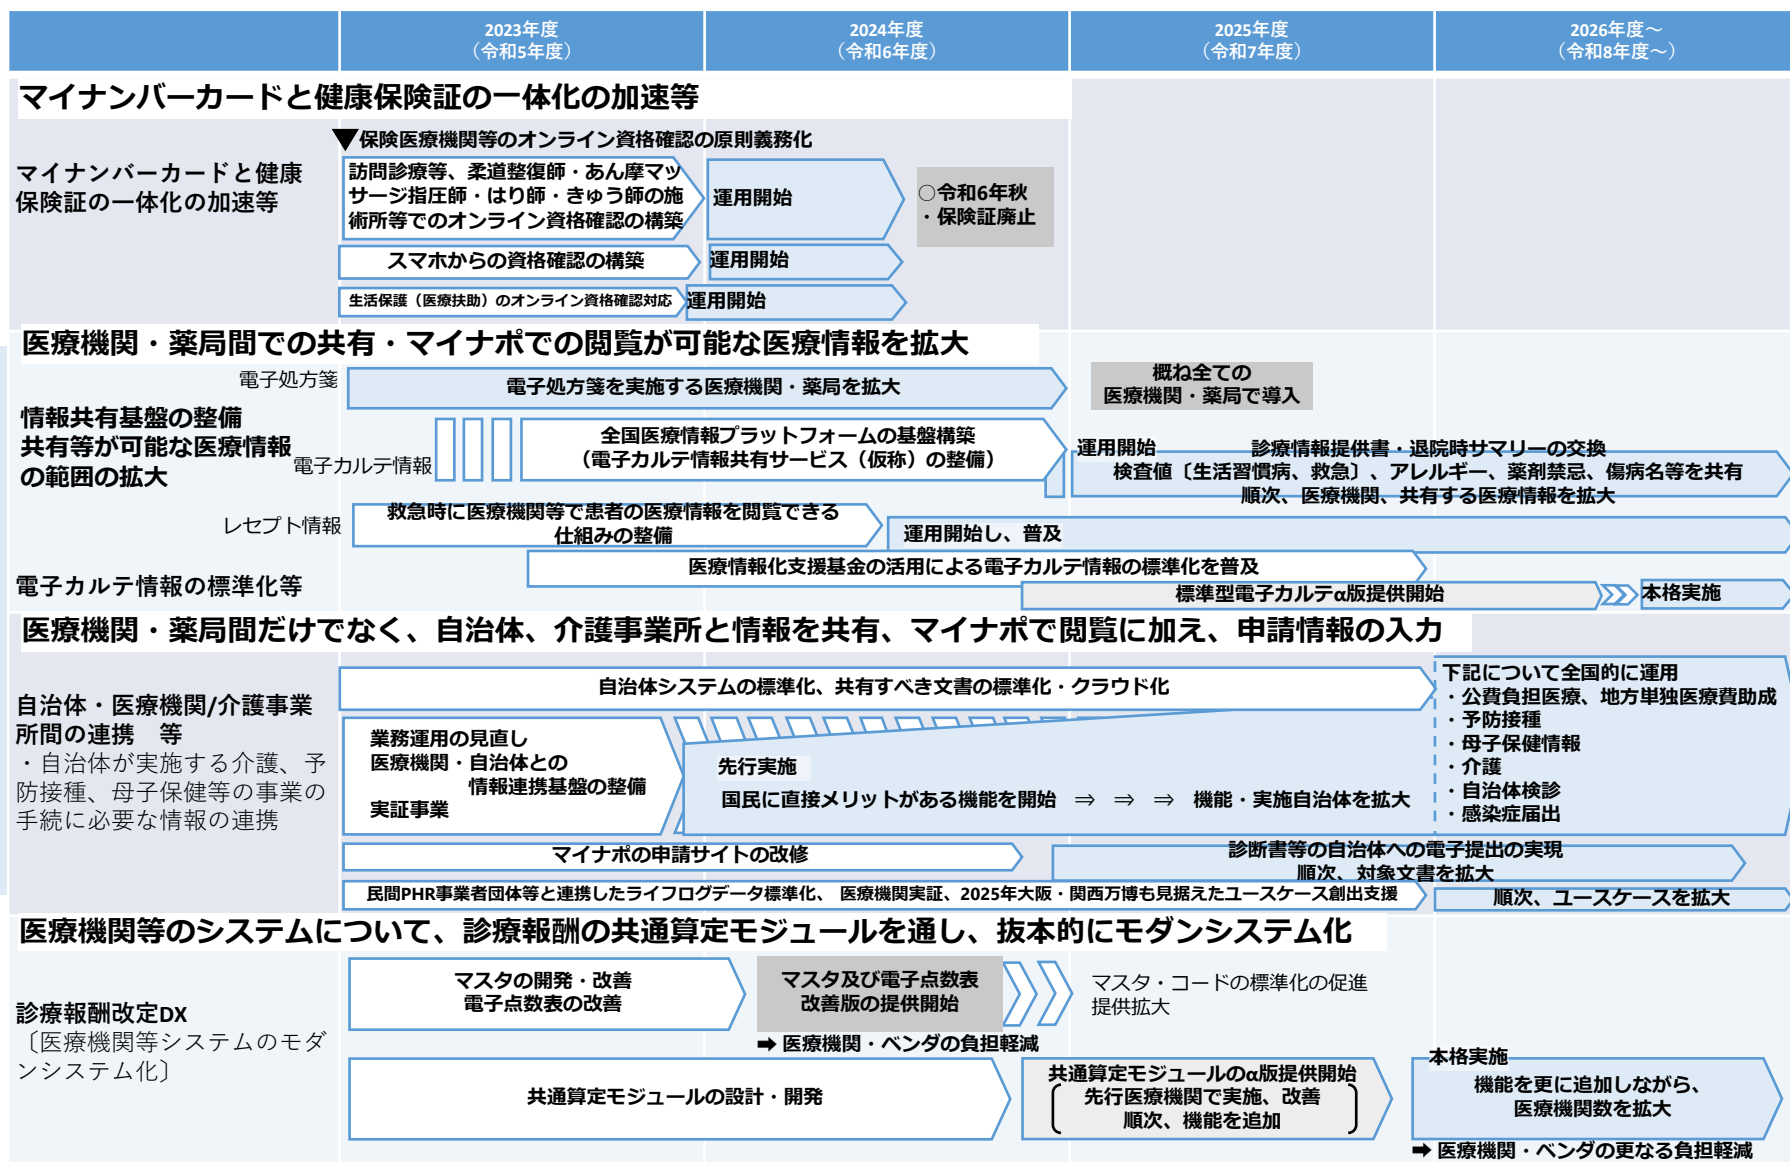 2023年度
（令和5年度）
2024年度
（令和6年度）
2025年度
（令和7年度）
2026年度～
（令和8年度～）
マイナンバーカードと健康保険証の一体化の加速等
マイナンバーカードと健康
保険証の一体化の加速等
▼保険医療機関等のオンライン資格確認の原則義務化
訪問診療等、柔道整復師・あん摩マッ
サージ指圧師・はり師・きゅう師の施
術所等でのオンライン資格確認の構築
運用開始
○令和6年秋
・保険証廃止
スマホからの資格確認の構築
運用開始
生活保護（医療扶助）のオンライン資格確認対応
運用開始
医療機関・薬局間での共有・マイナポでの閲覧が可能な医療情報を拡大
情報共有基盤の整備
共有等が可能な医療情報
の範囲の拡大
電子処方箋
電子処方箋を実施する医療機関・薬局を拡大
概ね全ての
医療機関・薬局で導入
電子カルテ情報
全国医療情報プラットフォームの基盤構築
（電子カルテ情報共有サービス（仮称）の整備）
運用開始
診療情報提供書・退院時サマリーの交換
検査値〔生活習慣病、救急〕、アレルギー、薬剤禁忌、傷病名等を共有
順次、医療機関、共有する医療情報を拡大
レセプト情報
救急時に医療機関等で患者の医療情報を閲覧できる
仕組みの整備
運用開始し、普及
電子カルテ情報の標準化等
医療情報化支援基金の活用による電子カルテ情報の標準化を普及
標準型電子カルテα版提供開始
本格実施
医療機関・薬局間だけでなく、自治体、介護事業所と情報を共有、マイナポで閲覧に加え、申請情報の入力
自治体・医療機関/介護事業
所間の連携　等
・自治体が実施する介護、予
防接種、母子保健等の事業の
手続に必要な情報の連携
自治体システムの標準化、共有すべき文書の標準化・クラウド化
業務運用の見直し
医療機関・自治体との
情報連携基盤の整備
実証事業
先行実施
国民に直接メリットがある機能を開始　⇒　⇒　⇒　機能・実施自治体を拡大
下記について全国的に運用
・公費負担医療、地方単独医療費助成
・予防接種
・母子保健情報
・介護
・自治体検診
・感染症届出
マイナポの申請サイトの改修
診断書等の自治体への電子提出の実現
順次、対象文書を拡大
民間PHR事業者団体等と連携したライフログデータ標準化、 医療機関実証、2025年大阪・関西万博も見据えたユースケース創出支援
順次、ユースケースを拡大
医療機関等のシステムについて、診療報酬の共通算定モジュールを通し、抜本的にモダンシステム化
診療報酬改定DX
〔医療機関等システムのモダ
ンシステム化〕
マスタの開発・改善
電子点数表の改善
マスタ及び電子点数表
改善版の提供開始
マスタ・コードの標準化の促進
提供拡大
➡ 医療機関・ベンダの負担軽減
共通算定モジュールの設計・開発
共通算定モジュールのα版提供開始
先行医療機関で実施、改善
順次、機能を追加
本格実施
機能を更に追加しながら、
医療機関数を拡大
➡ 医療機関・ベンダの更なる負担軽減